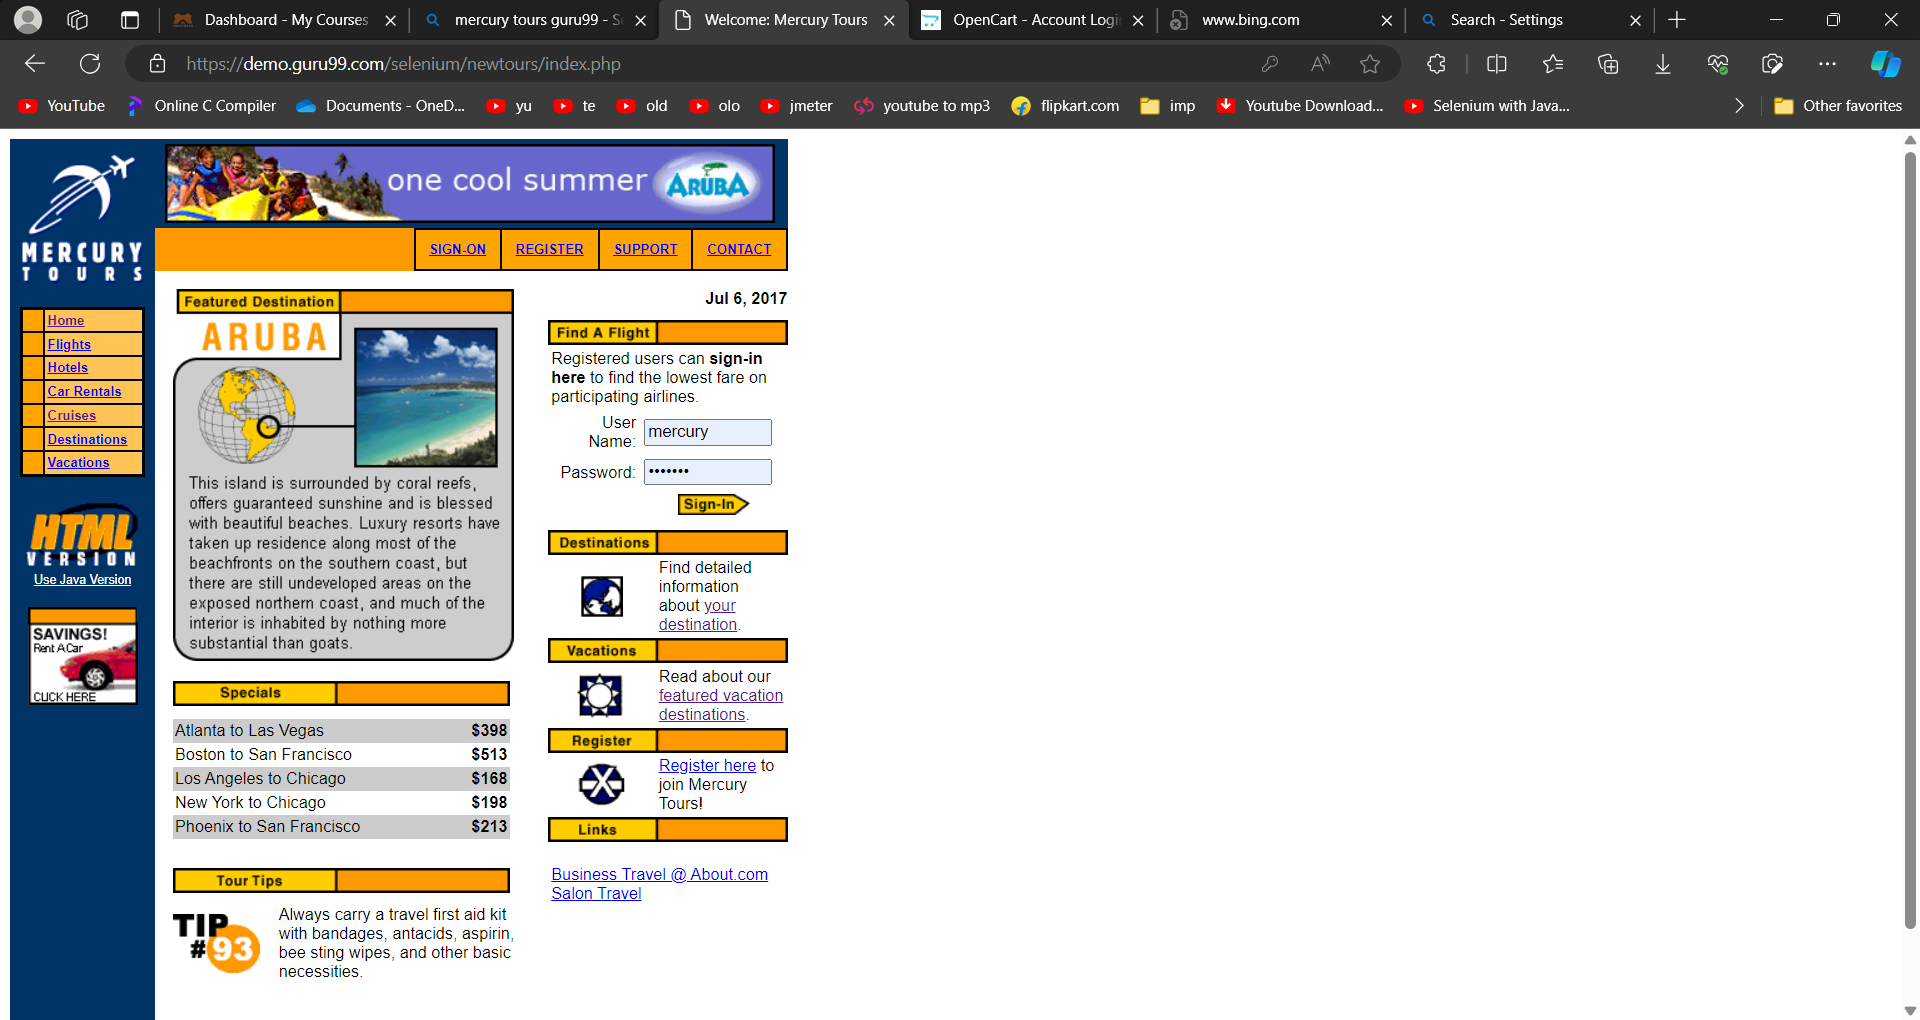 Dashboard - My Courses
mercury tours guru99 - Se
Welcome: Mercury Tours
OpenCart - Account Logi
www.bing.com
Search - Settings
https://demo.guru99.com/selenium/newtours/index.php
YouTube
Online C Compiler
Documents - OneD...
yu
te
old
olo
jmeter
youtube to mp3
flipkart.com
imp
Youtube Download...
Selenium with Java...
Other favorites
MERCURY
TOURS
one cool summer
ARUBA
SIGN-ON
REGISTER
SUPPORT
CONTACT
Home
Flights
Hotels
Car Rentals
Cruises
Destinations
Vacations
HTML
VERSION
Use Java Version
SAVINGS!
Rent A Car
CLICK HERE
Featured Destination
ARUBA
This island is surrounded by coral reefs,
offers guaranteed sunshine and is blessed
with beautiful beaches. Luxury resorts have
taken up residence along most of the
beachfronts on the southern coast, but
there are still undeveloped areas on the
exposed northern coast, and much of the
interior is inhabited by nothing more
substantial than goats.
Specials
Atlanta to Las Vegas $398
Boston to San Francisco $513
Los Angeles to Chicago $168
New York to Chicago $198
Phoenix to San Francisco $213
Tour Tips
TIP
#93
Always carry a travel first aid kit
with bandages, antacids, aspirin,
bee sting wipes, and other basic
necessities.
Jul 6, 2017
Find A Flight
Registered users can sign-in
here to find the lowest fare on
participating airlines.
User
Name:
mercury
Password:
•••••••
Sign-In
Destinations
Find detailed
information
about your
destination.
Vacations
Read about our
featured vacation
destinations.
Register
Register here to
join Mercury
Tours!
Links
Business Travel @ About.com
Salon Travel